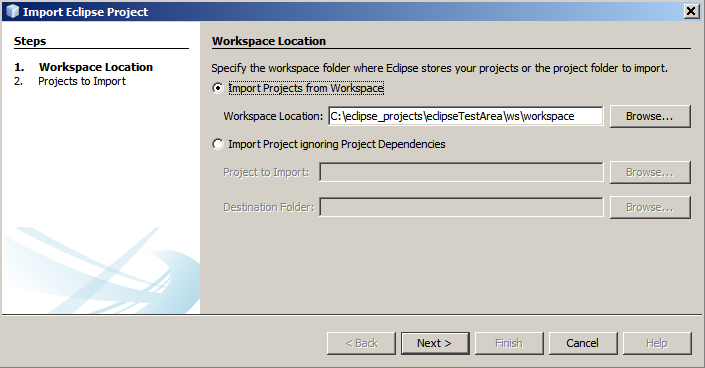 Import Eclipse Project
Steps
1. Workspace Location
2. Projects to Import
Workspace Location
Specify the workspace folder where Eclipse stores your projects or the project folder to import.
Import Projects from Workspace
Workspace Location: C:\eclipse_projects\eclipseTestArea\ws\workspace Browse...
Import Project ignoring Project Dependencies
Project to Import: Browse...
Destination Folder: Browse...
< Back Next > Finish Cancel Help